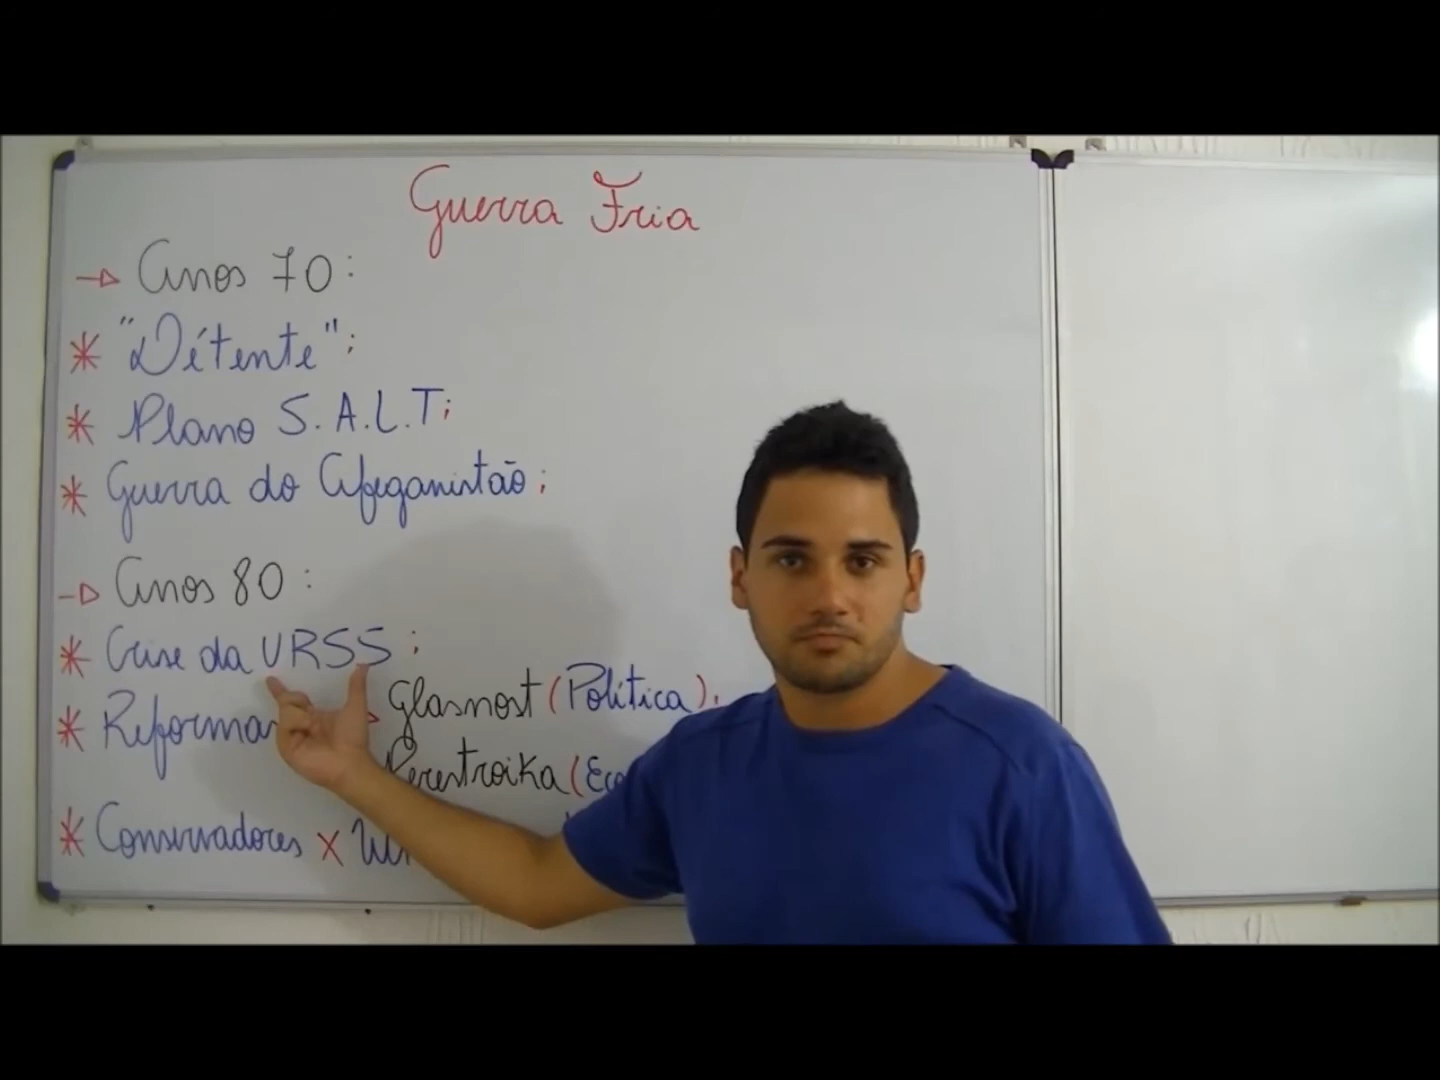 Guerra Fria
Anos 70:
* "Détente";
* Plano S.A.L.T;
* Guerra do Afeganistão;
Anos 80:
* Crise da URSS;
* Glasnost (Política);
Perestroika (
* Conservadores X